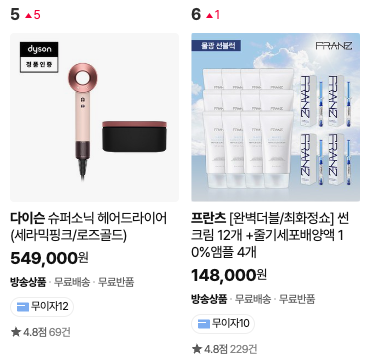 5 ▲5
dyson
정품인증
다이슨 슈퍼소닉 헤어드라이어
(세라믹핑크/로즈골드)
549,000원
방송상품 · 무료배송 · 무료반품
무이자12
★4.8점 69건
6 ▲1
물광 선블럭
FRANZ
프란츠 [완벽더블/최화정쇼] 썬
크림 12개 +줄기세포배양액 1
0%앰플 4개
148,000원
방송상품 · 무료배송 · 무료반품
무이자10
★4.8점 229건